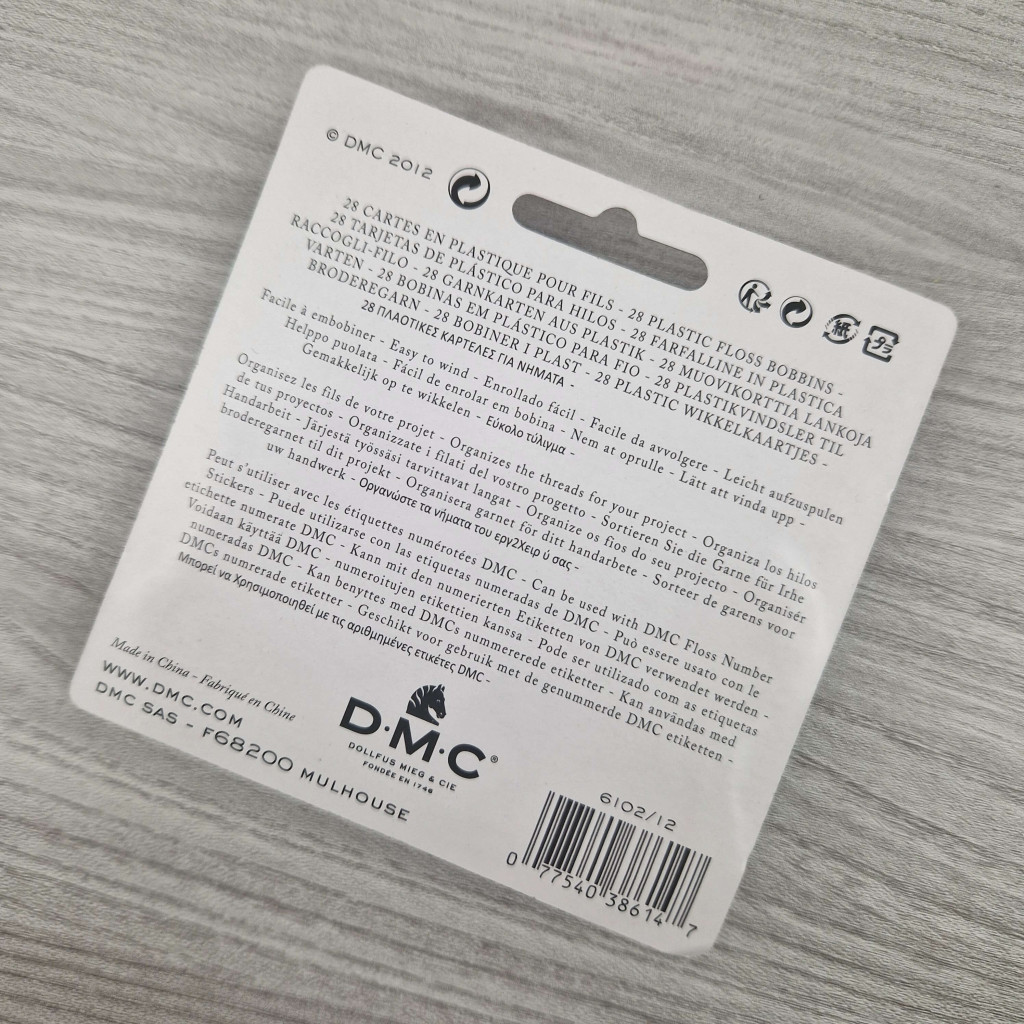 © DMC 2012
28 CARTES EN PLASTIQUE POUR FILS - 28 PLASTIC FLOSS BOBBINS -
28 TARJETAS DE PLÁSTICO PARA HILOS - 28 FARFALLINE IN PLASTICA
RACCOGLI-FILO - 28 GARNKARTEN AUS PLASTIK - 28 MUOVIKORTTIA LANKOJA
VARTEN - 28 BOBINAS EM PLÁSTICO PARA FIO - 28 PLASTIKVINDSLER TIL
BRODEREGARN - 28 BOBINER I PLAST - 28 PLASTIC WIKKELKAARTJES -
28 ΠΛΑΟΤΙΚΕΣ ΚΑΡΤΕΛΕΣ ΓΙΑ ΝΗΜΑΤΑ -
Facile à embobiner - Easy to wind - Enrollado fácil - Facile da avvolgere - Leicht aufzuspulen
Helppo puolata - Fácil de enrolar em bobina - Nem at oprulle - Lätt att vinda upp -
Gemakkelijk op te wikkelen - Εύκολο τύλιγμα -
Organisez les fils de votre projet - Organizes the threads for your project - Organiza los hilos
de tus proyectos - Organizzate i filati del vostro progetto - Sortieren Sie die Garne für Irhe
Handarbeit - Järjestä työssäsi tarvittavat langat - Organize os fios do seu projecto - Organisér
broderegarnet til dit projekt - Organisera garnet för ditt handarbete - Sorteer de garens voor
uw handwerk - Οργανώστε τα νήματα του εργ2Χειρ ύ σας -
Peut s'utiliser avec les étiquettes numérotées DMC - Can be used with DMC Floss Number
Stickers - Puede utilizarse con las etiquetas numeradas de DMC - Può essere usato con le
etichette numerate DMC - Kann mit den numerierten Etiketten von DMC verwendet werden -
Voidaan käyttää DMC - numeroitujen etikettien kanssa - Pode ser utilizado com as etiquetas
numeradas DMC - Kan benyttes med DMCs nummererede etiketter - Kan användas med
DMCs numrerade etiketter - Geschikt voor gebruik met de genummerde DMC etiketten -
Μπορεί να Χρησιμοποιηθεί με τις αριθμημένες ετικέτες DMC -
Made in China - Fabriqué en Chine
WWW.DMC.COM
DMC SAS - F68200 MULHOUSE
D·M·C®
DOLLFUS MIEG & CIE
FONDÉE EN 1746
6102/12
0 77540 38614 7
紙
プラ